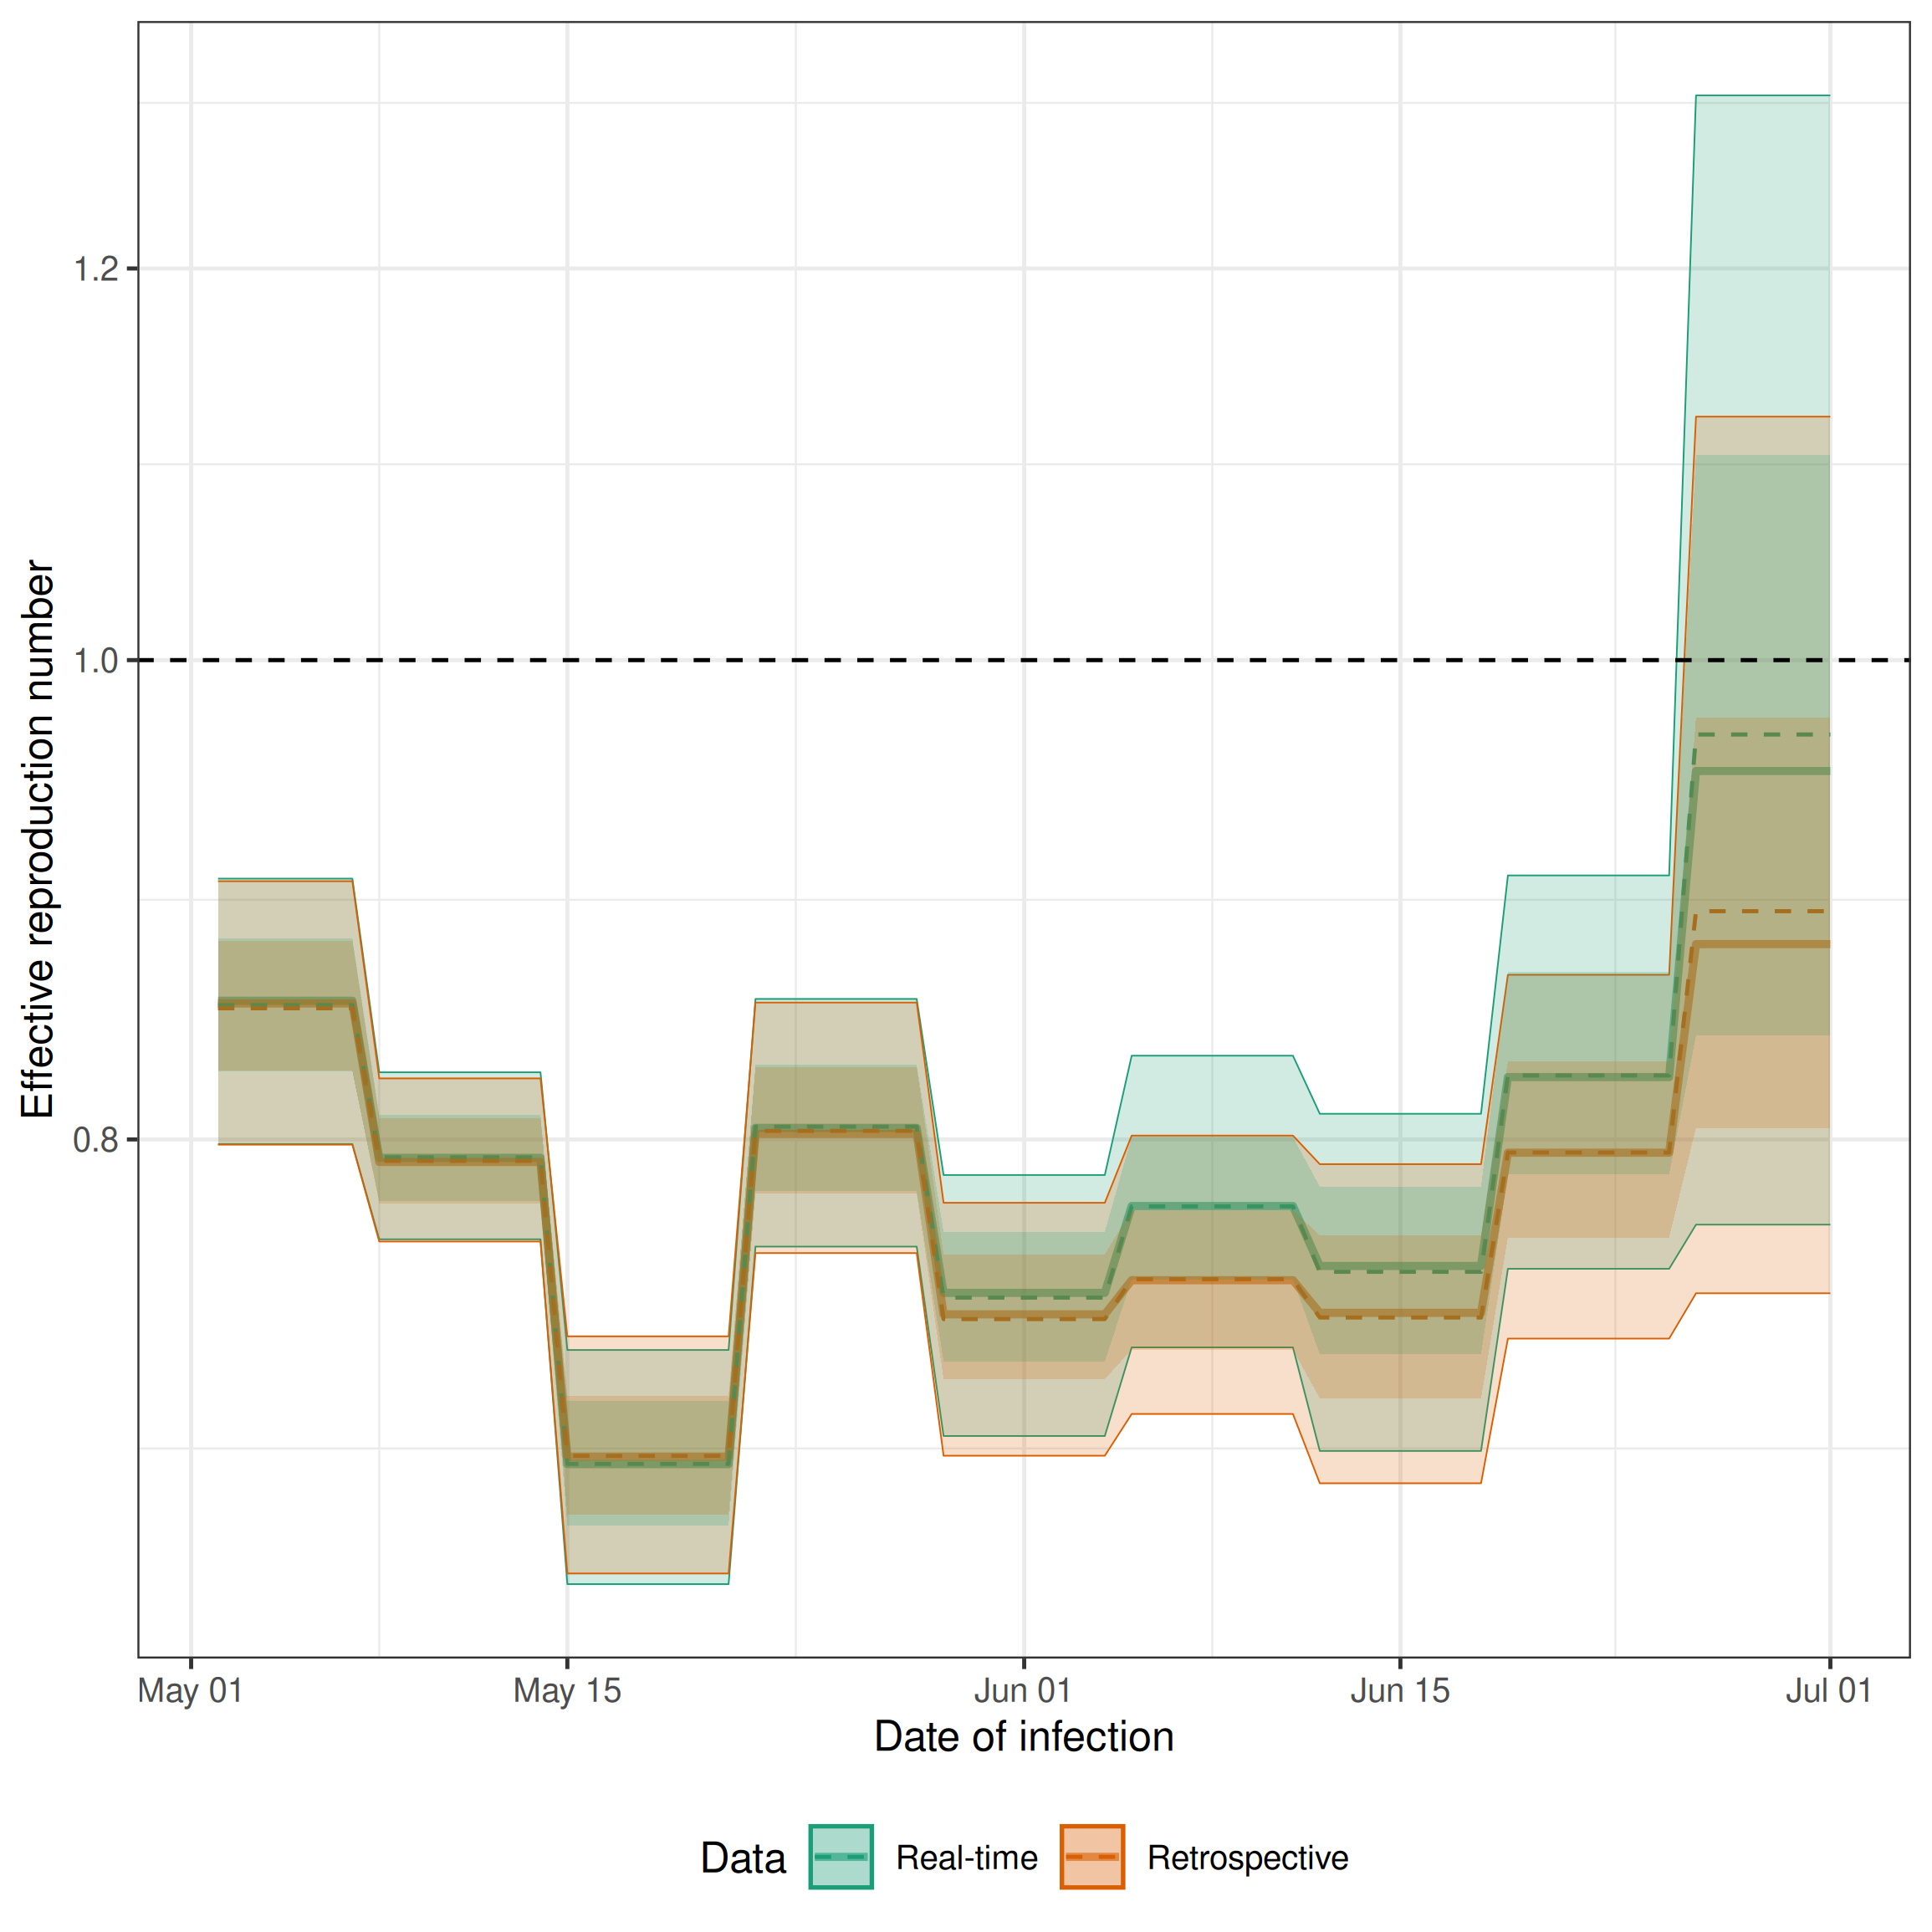 Effective reproduction number
1.2
1.0
0.8
May 01
May 15
Jun 01
Jun 15
Jul 01
Date of infection
Data
Real-time
Retrospective